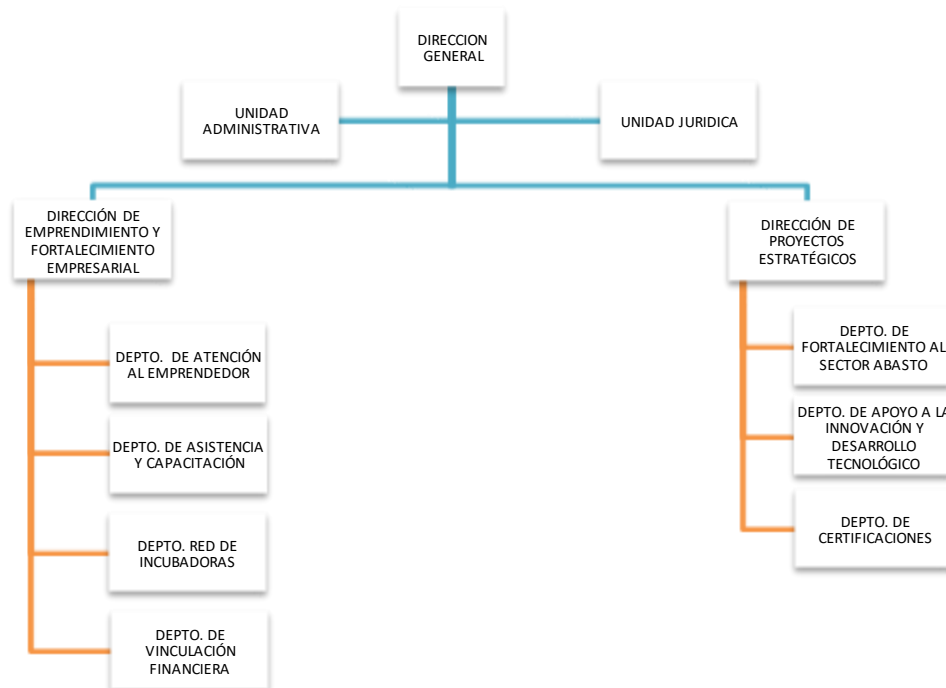 DIRECCION
GENERAL
UNIDAD
ADMINISTRATIVA
UNIDAD JURIDICA
DIRECCIÓN DE
EMPRENDIMIENTO Y
FORTALECIMIENTO
EMPRESARIAL
DIRECCIÓN DE
PROYECTOS
ESTRATÉGICOS
DEPTO. DE ATENCIÓN
AL EMPRENDEDOR
DEPTO. DE ASISTENCIA
Y CAPACITACIÓN
DEPTO. RED DE
INCUBADORAS
DEPTO. DE
VINCULACIÓN
FINANCIERA
DEPTO. DE
FORTALECIMIENTO AL
SECTOR ABASTO
DEPTO. DE APOYO A LA
INNOVACIÓN Y
DESARROLLO
TECNOLÓGICO
DEPTO. DE
CERTIFICACIONES